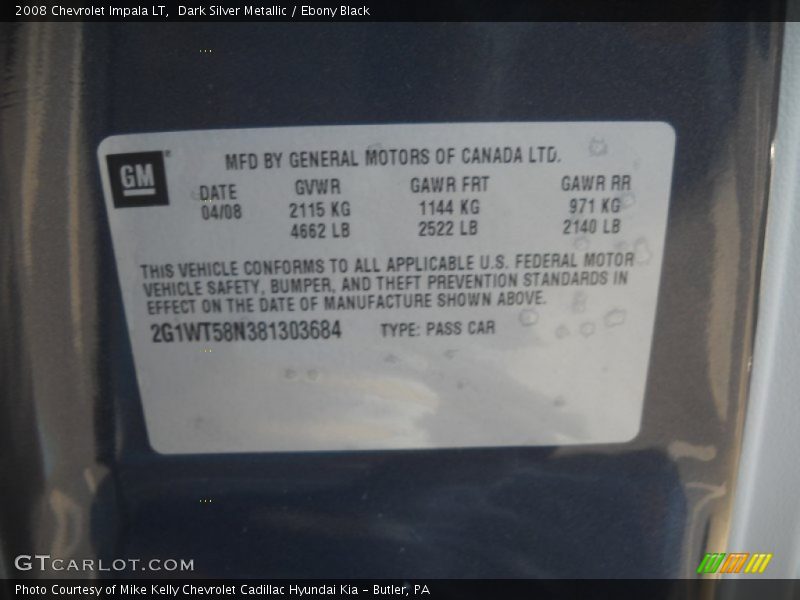 2008 Chevrolet Impala LT,  Dark Silver Metallic / Ebony Black
GM
MFD BY GENERAL MOTORS OF CANADA LTD.
DATE GVWR GAWR FRT GAWR RR
04/08 2115 KG 1144 KG 971 KG
4662 LB 2522 LB 2140 LB
THIS VEHICLE CONFORMS TO ALL APPLICABLE U.S. FEDERAL MOTOR
VEHICLE SAFETY, BUMPER, AND THEFT PREVENTION STANDARDS IN
EFFECT ON THE DATE OF MANUFACTURE SHOWN ABOVE.
2G1WT58N381303684 TYPE: PASS CAR
GTCARLOT.COM
Photo Courtesy of Mike Kelly Chevrolet Cadillac Hyundai Kia – Butler, PA